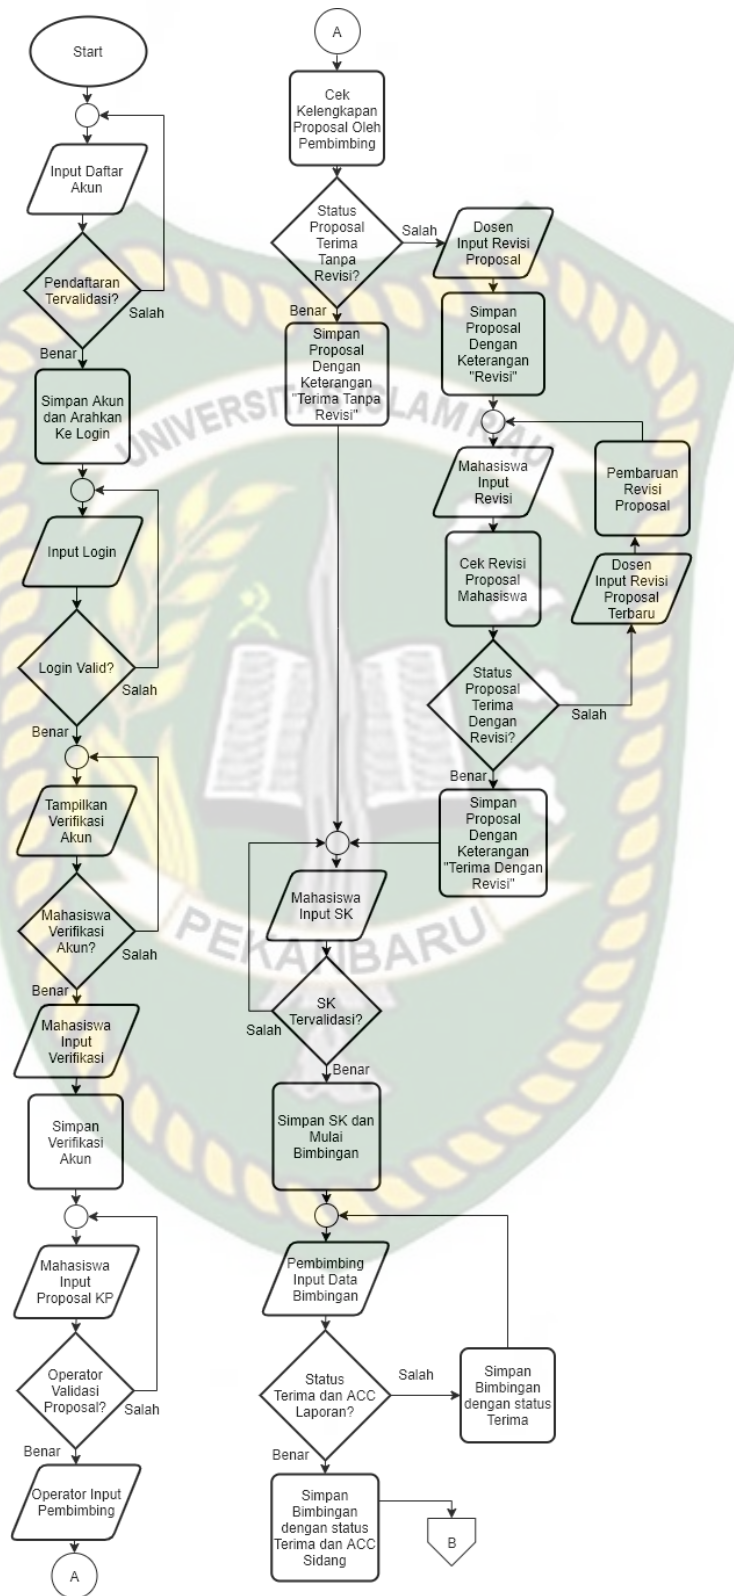 Start
Input Daftar
Akun
Pendaftaran
Tervalidasi?
Salah
Benar
Simpan Akun
dan Arahkan
Ke Login
Input Login
Login Valid?
Salah
Benar
Tampilkan
Verifikasi
Akun
Mahasiswa
Verifikasi
Akun?
Salah
Benar
Mahasiswa
Input
Verifikasi
Simpan
Verifikasi
Akun
Mahasiswa
Input
Proposal KP
Operator
Validasi
Proposal?
Salah
Benar
Operator Input
Pembimbing
A
A
Cek
Kelengkapan
Proposal Oleh
Pembimbing
Status
Proposal
Terima
Tanpa
Revisi?
Salah
Benar
Simpan
Proposal
Dengan
Keterangan
"Terima Tanpa
Revisi"
Dosen
Input Revisi
Proposal
Simpan
Proposal
Dengan
Keterangan
"Revisi"
Mahasiswa
Input
Revisi
Cek Revisi
Proposal
Mahasiswa
Status
Proposal
Terima
Dengan
Revisi?
Salah
Dosen
Input Revisi
Proposal
Terbaru
Pembaruan
Revisi
Proposal
Benar
Simpan
Proposal
Dengan
Keterangan
"Terima Dengan
Revisi"
Mahasiswa
Input SK
SK
Tervalidasi?
Salah
Benar
Simpan SK dan
Mulai
Bimbingan
Pembimbing
Input Data
Bimbingan
Status
Terima dan ACC
Laporan?
Salah
Simpan
Bimbingan
dengan status
Terima
Benar
Simpan
Bimbingan
dengan status
Terima dan ACC
Sidang
B
UNIVERSITAS ISLAM RIAU
PEKANBARU